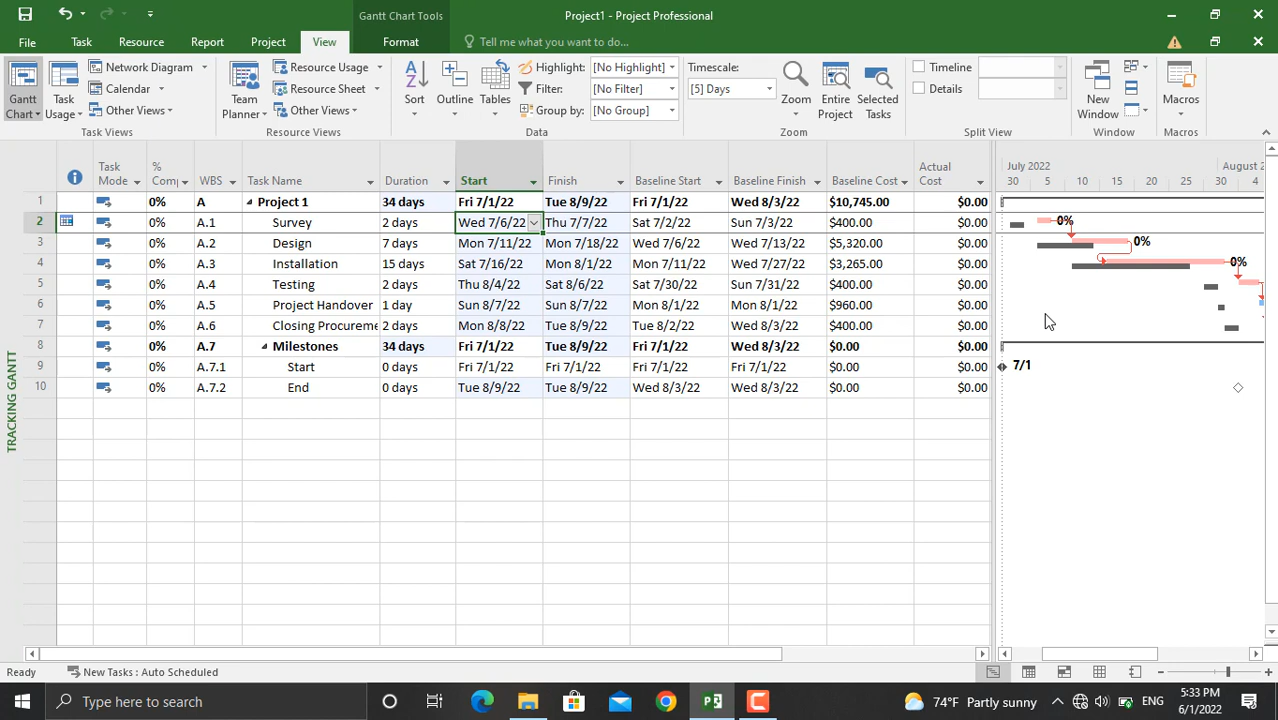 Gantt Chart Tools
Project1 - Project Professional
File Task Resource Report Project View Format Tell me what you want to do...
Gantt Chart
Task Usage
Network Diagram
Calendar
Other Views
Task Views
Team Planner
Resource Usage
Resource Sheet
Other Views
Resource Views
Sort
Outline
Tables
Highlight: [No Highlight]
Filter: [No Filter]
Group by: [No Group]
Data
Timescale:
[5] Days
Zoom
Entire Project
Selected Tasks
Zoom
Timeline
Details
Split View
New Window
Window
Macros
Macros
Task Mode % Comp WBS Task Name Duration Start Finish Baseline Start Baseline Finish Baseline Cost Actual Cost
July 2022 August 2
30 5 10 15 20 25 30 4
1 0% A Project 1 34 days Fri 7/1/22 Tue 8/9/22 Fri 7/1/22 Wed 8/3/22 $10,745.00 $0.00
2 0% A.1 Survey 2 days Wed 7/6/22 Thu 7/7/22 Sat 7/2/22 Sun 7/3/22 $400.00 $0.00 0%
3 0% A.2 Design 7 days Mon 7/11/22 Mon 7/18/22 Wed 7/6/22 Wed 7/13/22 $5,320.00 $0.00 0%
4 0% A.3 Installation 15 days Sat 7/16/22 Mon 8/1/22 Mon 7/11/22 Wed 7/27/22 $3,265.00 $0.00 0%
5 0% A.4 Testing 2 days Thu 8/4/22 Sat 8/6/22 Sat 7/30/22 Sun 7/31/22 $400.00 $0.00
6 0% A.5 Project Handover 1 day Sun 8/7/22 Sun 8/7/22 Mon 8/1/22 Mon 8/1/22 $960.00 $0.00
7 0% A.6 Closing Procureme 2 days Mon 8/8/22 Tue 8/9/22 Tue 8/2/22 Wed 8/3/22 $400.00 $0.00
8 0% A.7 Milestones 34 days Fri 7/1/22 Tue 8/9/22 Fri 7/1/22 Wed 8/3/22 $0.00 $0.00
9 0% A.7.1 Start 0 days Fri 7/1/22 Fri 7/1/22 Fri 7/1/22 Fri 7/1/22 $0.00 $0.00 7/1
10 0% A.7.2 End 0 days Tue 8/9/22 Tue 8/9/22 Wed 8/3/22 Wed 8/3/22 $0.00 $0.00
TRACKING GANTT
Ready New Tasks : Auto Scheduled
Type here to search
74°F Partly sunny
ENG
5:33 PM
6/1/2022